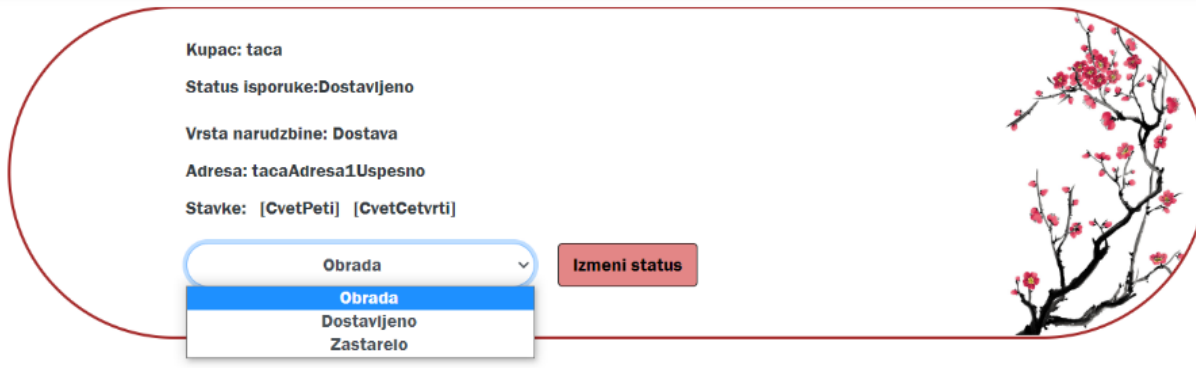 Kupac: taca
Status isporuke:Dostavljeno
Vrsta narudzbine: Dostava
Adresa: tacaAdresa1Uspesno
Stavke: [CvetPeti] [CvetCetvrti]
Obrada Izmeni status
Obrada
Dostavljeno
Zastarelo